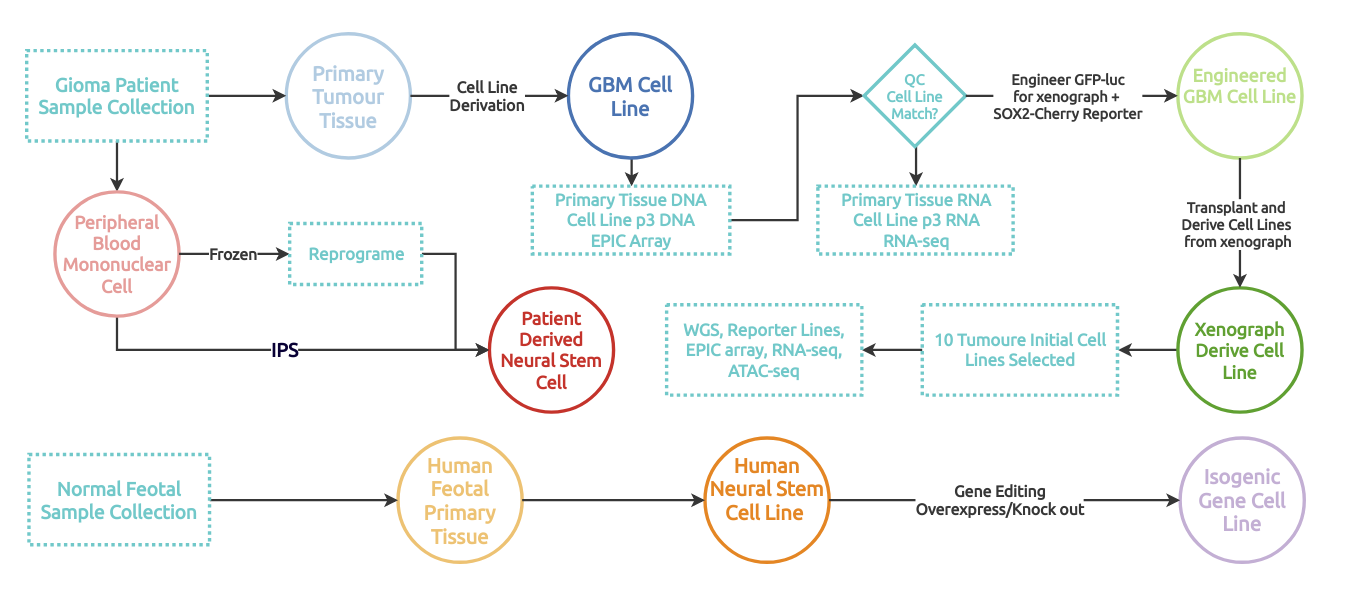 Gioma Patient
Sample Collection
Primary
Tumour
Tissue
Cell Line
Derivation
GBM Cell
Line
QC
Cell Line
Match?
Engineer GFP-luc
for xenograph +
SOX2-Cherry Reporter
Engineered
GBM Cell Line
Primary Tissue DNA
Cell Line p3 DNA
EPIC Array
Primary Tissue RNA
Cell Line p3 RNA
RNA-seq
Transplant and
Derive Cell Lines
from xenograph
Peripheral
Blood
Mononuclear
Cell
Frozen
Reprograme
IPS
Patient
Derived
Neural Stem
Cell
WGS, Reporter Lines,
EPIC array, RNA-seq,
ATAC-seq
10 Tumoure Initial Cell
Lines Selected
Xenograph
Derive Cell
Line
Normal Feotal
Sample Collection
Human
Feotal
Primary
Tissue
Human
Neural Stem
Cell Line
Gene Editing
Overexpress/Knock out
Isogenic
Gene Cell
Line